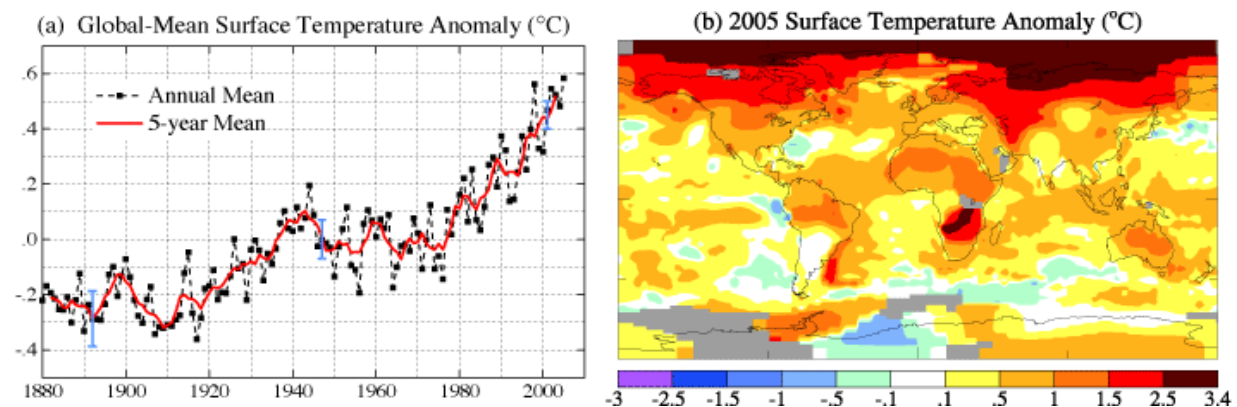 (a) Global-Mean Surface Temperature Anomaly (°C)
.6
.4
.2
.0
-.2
-.4
Annual Mean
5-year Mean
1880 1900 1920 1940 1960 1980 2000
(b) 2005 Surface Temperature Anomaly (°C)
-3 -2.5 -1.5 -1 -.5 -.1 .1 .5 1 1.5 2.5 3.4